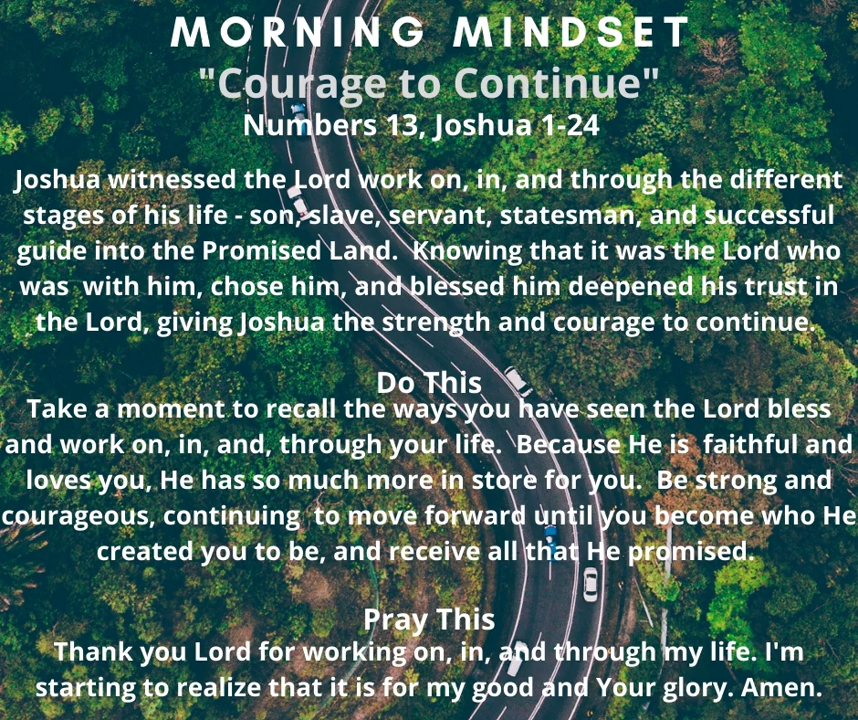 MORNING MINDSET
"Courage to Continue"
Numbers 13, Joshua 1-24
Joshua witnessed the Lord work on, in, and through the different
stages of his life - son, slave, servant, statesman, and successful
guide into the Promised Land.  Knowing that it was the Lord who
was  with him, chose him, and blessed him deepened his trust in
the Lord, giving Joshua the strength and courage to continue.
Do This
Take a moment to recall the ways you have seen the Lord bless
and work on, in, and, through your life.  Because He is  faithful and
loves you, He has so much more in store for you.  Be strong and
courageous, continuing  to move forward until you become who He
created you to be, and receive all that He promised.
Pray This
Thank you Lord for working on, in, and through my life. I'm
starting to realize that it is for my good and Your glory. Amen.